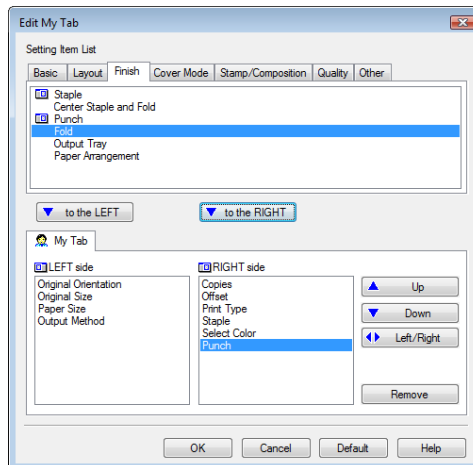 Edit My Tab
Setting Item List
Basic Layout Finish Cover Mode Stamp/Composition Quality Other
Staple
Center Staple and Fold
Punch
Fold
Output Tray
Paper Arrangement
to the LEFT to the RIGHT
My Tab
LEFT side RIGHT side
Original Orientation Copies
Original Size Offset
Paper Size Print Type
Output Method Staple
Select Color
Punch
Up
Down
Left/Right
Remove
OK Cancel Default Help